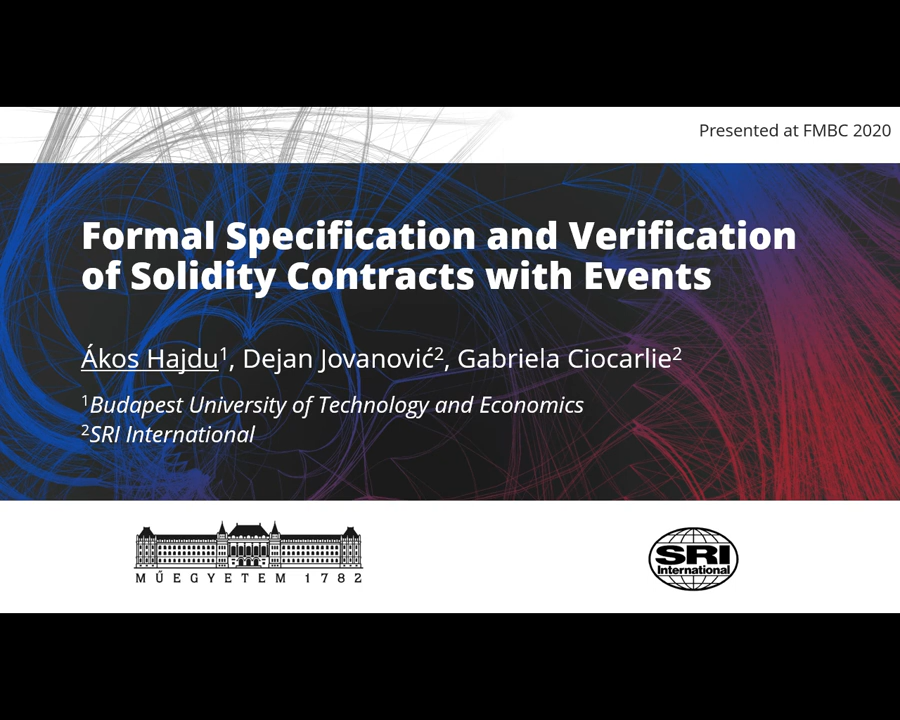 Presented at FMBC 2020
Formal Specification and Verification
of Solidity Contracts with Events
Ákos Hajdu¹, Dejan Jovanović², Gabriela Ciocarlie²
¹Budapest University of Technology and Economics
²SRI International
MŰEGYETEM 1782
SRI
International